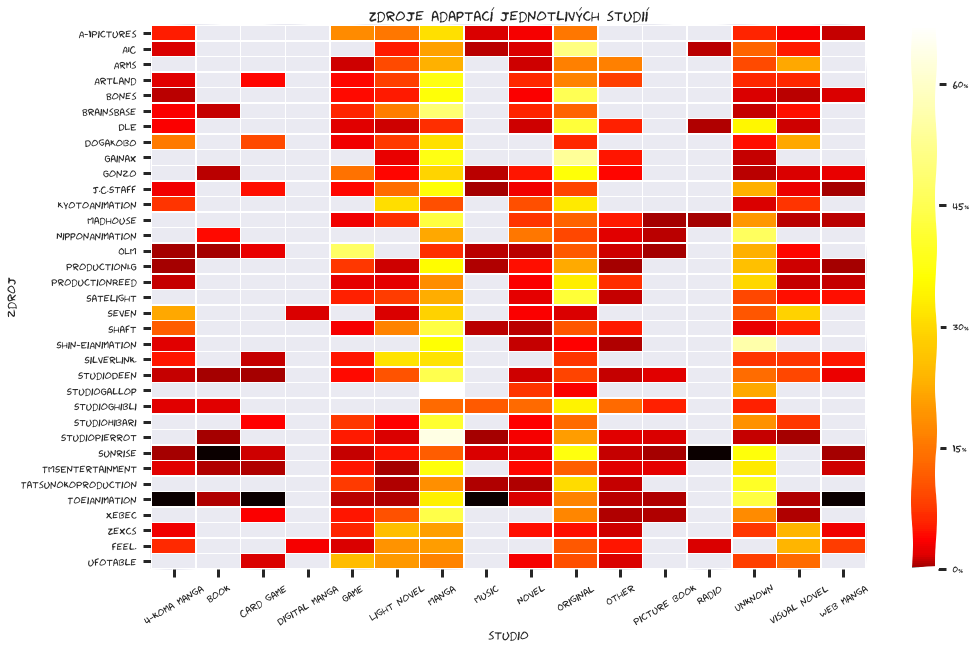 ZDROJE ADAPTACÍ JEDNOTLIVÝCH STUDIÍ
ZDROJ
A-1PICTURES
AIC
ARMS
ARTLAND
BONES
BRAINSBASE
DLE
DOGAKOBO
GAINAX
GONZO
J.C.STAFF
KYOTOANIMATION
MADHOUSE
NIPPONANIMATION
OLM
PRODUCTIONI.G
PRODUCTIONREED
SATELIGHT
SEVEN
SHAFT
SHIN-EIANIMATION
SILVERLINK.
STUDIODEEN
STUDIOGALLOP
STUDIOGHIBLI
STUDIOHIBARI
STUDIOPIERROT
SUNRISE
TMSENTERTAINMENT
TATSUNOKOPRODUCTION
TOEIANIMATION
XEBEC
ZEXCS
FEEL.
UFOTABLE
4-KOMA MANGA
BOOK
CARD GAME
DIGITAL MANGA
GAME
LIGHT NOVEL
MANGA
MUSIC
NOVEL
ORIGINAL
OTHER
PICTURE BOOK
RADIO
UNKNOWN
VISUAL NOVEL
WEB MANGA
STUDIO
60%
45%
30%
15%
0%